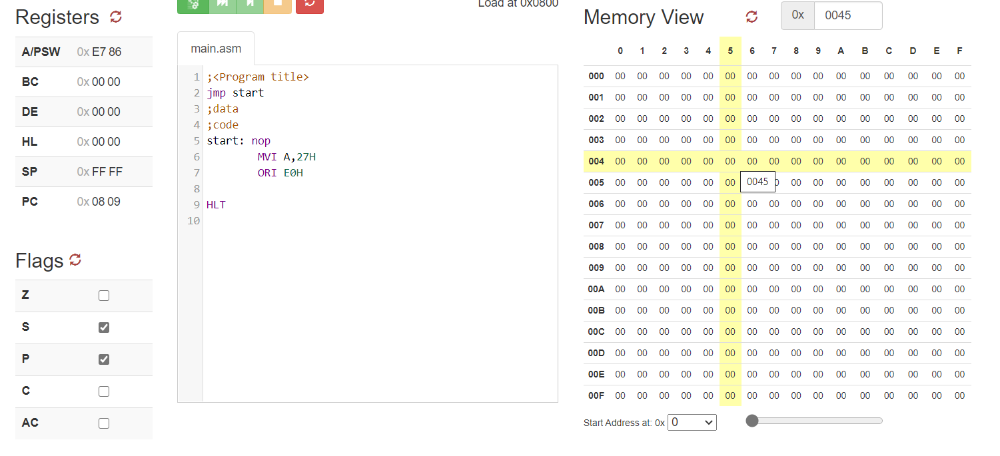 Load at 0x0800
Registers
A/PSW 0x E7 86
BC 0x 00 00
DE 0x 00 00
HL 0x 00 00
SP 0x FF FF
PC 0x 08 09
Flags
Z
S
P
C
AC
main.asm
1 ;<Program title>
2 jmp start
3 ;data
4 ;code
5 start: nop
6 MVI A,27H
7 ORI E0H
8
9 HLT
10
Memory View 0x 0045
0 1 2 3 4 5 6 7 8 9 A B C D E F
000 00 00 00 00 00 00 00 00 00 00 00 00 00 00 00 00
001 00 00 00 00 00 00 00 00 00 00 00 00 00 00 00 00
002 00 00 00 00 00 00 00 00 00 00 00 00 00 00 00 00
003 00 00 00 00 00 00 00 00 00 00 00 00 00 00 00 00
004 00 00 00 00 00 00 00 00 00 00 00 00 00 00 00 00
005 00 00 00 00 00 00 0045 00 00 00 00 00 00 00 00
006 00 00 00 00 00 00 00 00 00 00 00 00 00 00 00 00
007 00 00 00 00 00 00 00 00 00 00 00 00 00 00 00 00
008 00 00 00 00 00 00 00 00 00 00 00 00 00 00 00 00
009 00 00 00 00 00 00 00 00 00 00 00 00 00 00 00 00
00A 00 00 00 00 00 00 00 00 00 00 00 00 00 00 00 00
00B 00 00 00 00 00 00 00 00 00 00 00 00 00 00 00 00
00C 00 00 00 00 00 00 00 00 00 00 00 00 00 00 00 00
00D 00 00 00 00 00 00 00 00 00 00 00 00 00 00 00 00
00E 00 00 00 00 00 00 00 00 00 00 00 00 00 00 00 00
00F 00 00 00 00 00 00 00 00 00 00 00 00 00 00 00 00
Start Address at: 0x 0